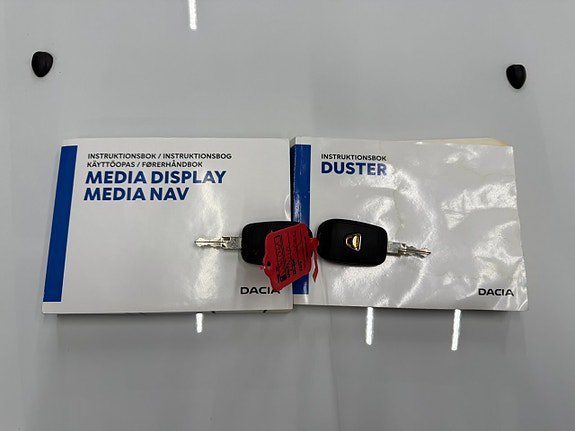 INSTRUKTIONSBOK / INSTRUKTIONSBOG
KÄYTTÖOPAS / FØRERHÅNDBOK
MEDIA DISPLAY
MEDIA NAV
DACIA
INSTRUKTIONSBOK
DUSTER
DACIA